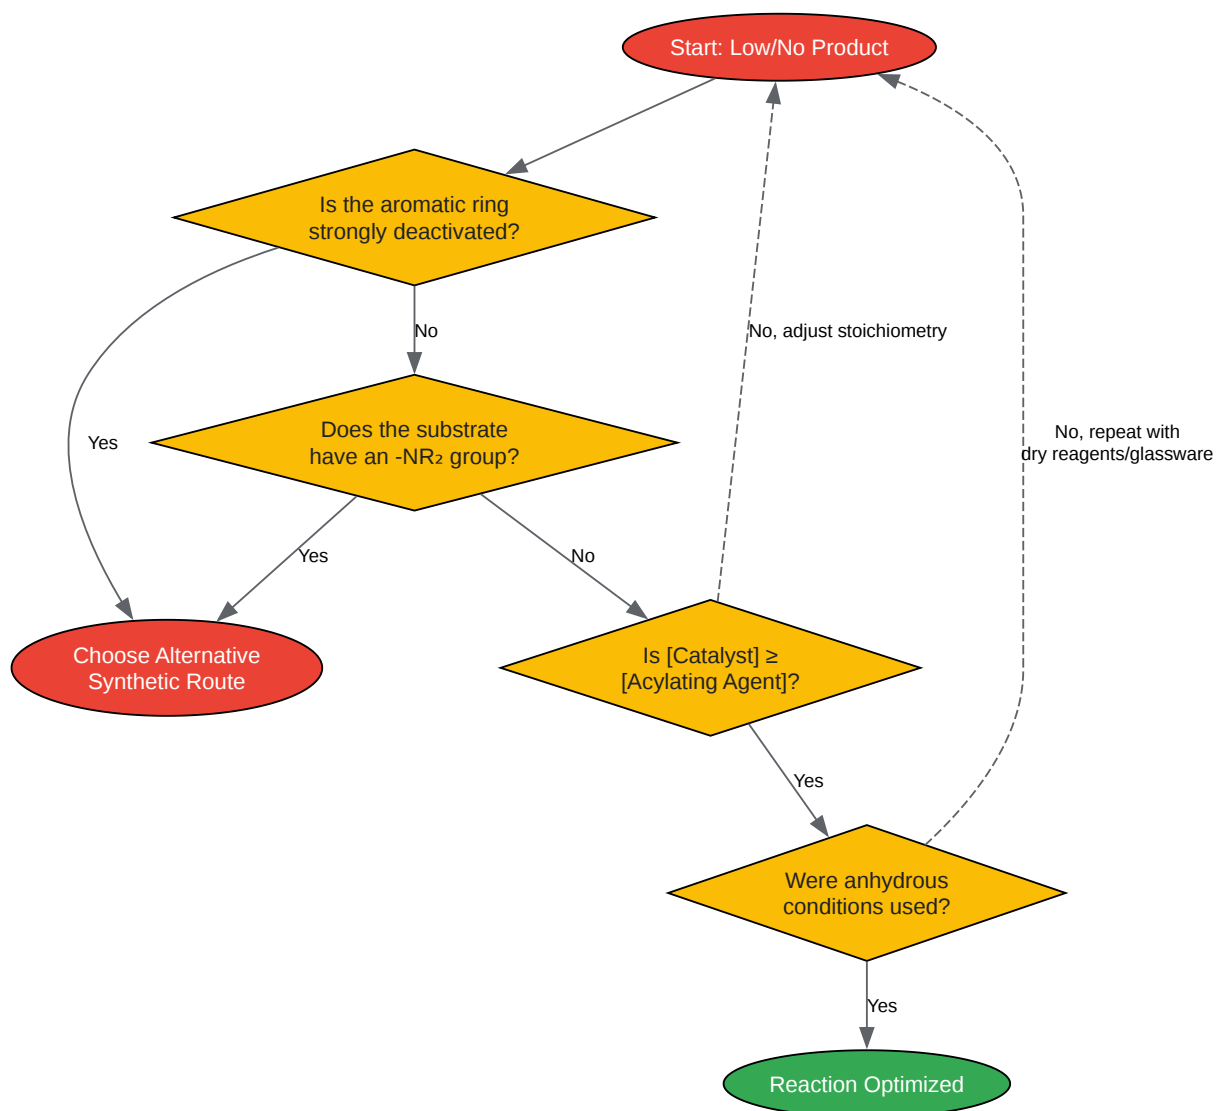 Start: Low/No Product
Is the aromatic ring
strongly deactivated?
No
No, adjust stoichiometry
Does the substrate
have an -NR₂ group?
Yes
No, repeat with
dry reagents/glassware
Yes
No
Choose Alternative
Synthetic Route
Is [Catalyst] ≥
[Acylating Agent]?
Yes
Were anhydrous
conditions used?
Yes
Reaction Optimized